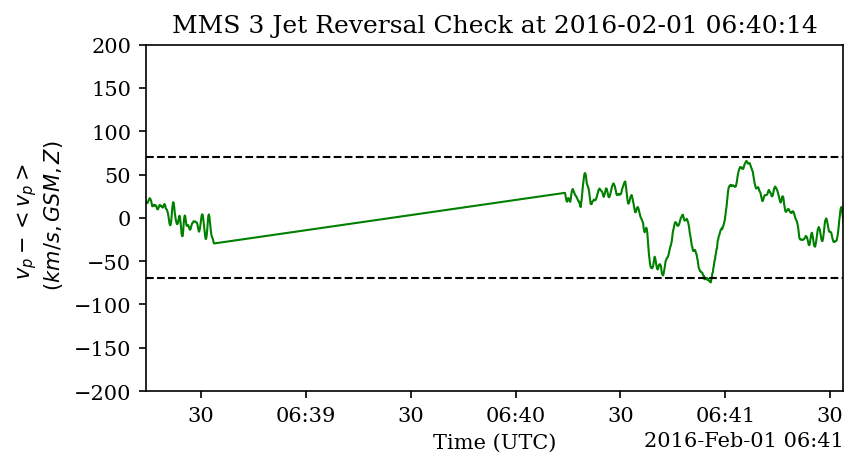 MMS 3 Jet Reversal Check at 2016-02-01 06:40:14
v_p − < v_p >
(km/s, GSM, Z)
200
150
100
50
0
−50
−100
−150
−200
30 06:39 30 06:40 30 06:41 30
Time (UTC) 2016-Feb-01 06:41